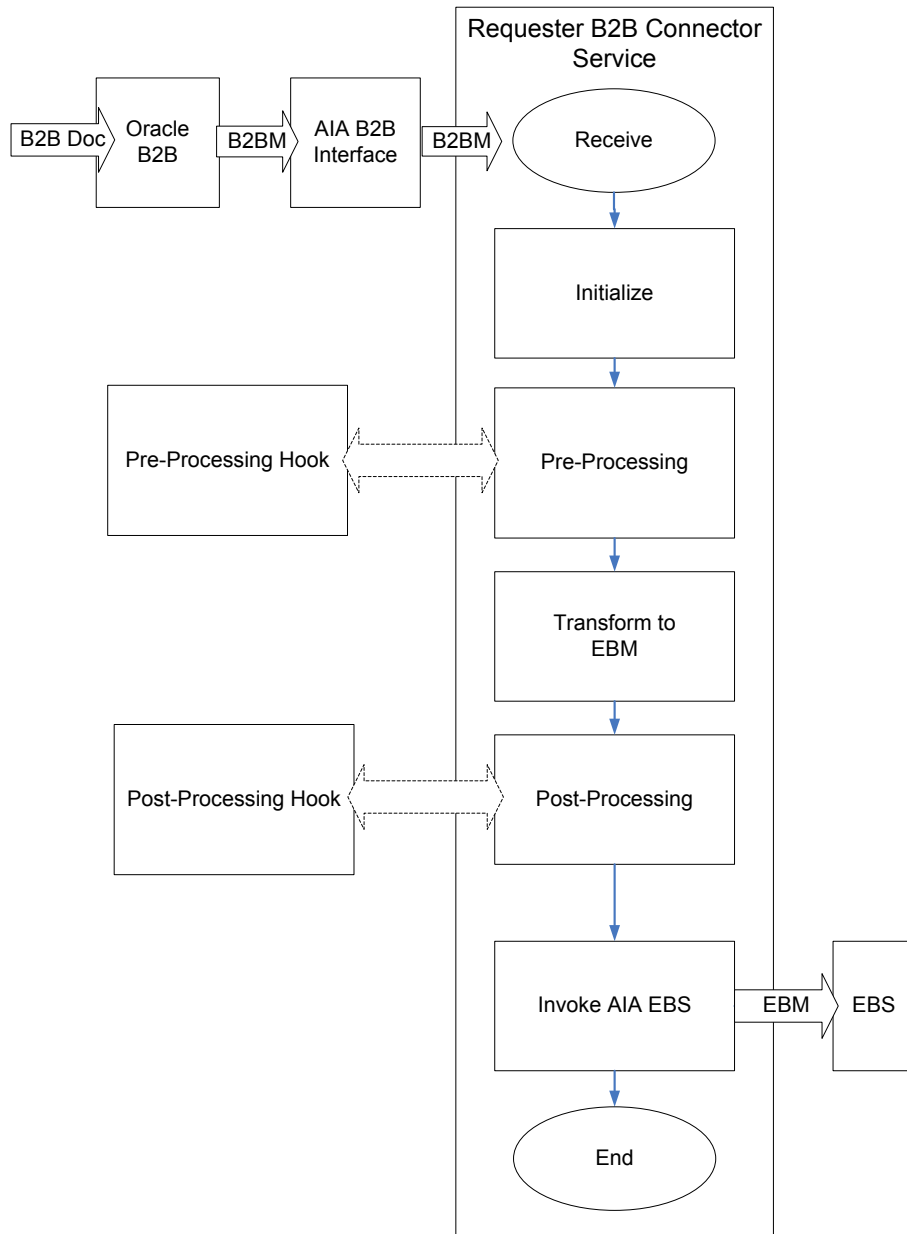 Requester B2B Connector
Service
B2B Doc
Oracle
B2B
B2BM
AIA B2B
Interface
B2BM
Receive
Initialize
Pre-Processing Hook
Pre-Processing
Transform to
EBM
Post-Processing Hook
Post-Processing
Invoke AIA EBS
EBM
EBS
End